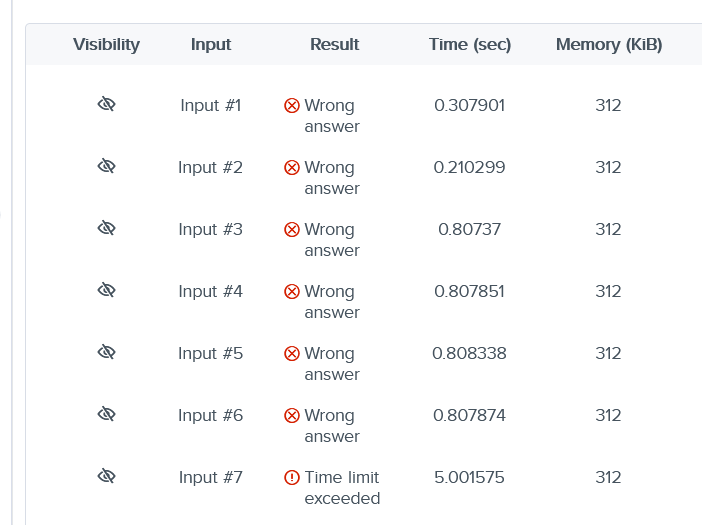 Visibility Input Result Time (sec) Memory (KiB)
Input #1 Wrong answer 0.307901 312
Input #2 Wrong answer 0.210299 312
Input #3 Wrong answer 0.80737 312
Input #4 Wrong answer 0.807851 312
Input #5 Wrong answer 0.808338 312
Input #6 Wrong answer 0.807874 312
Input #7 Time limit exceeded 5.001575 312